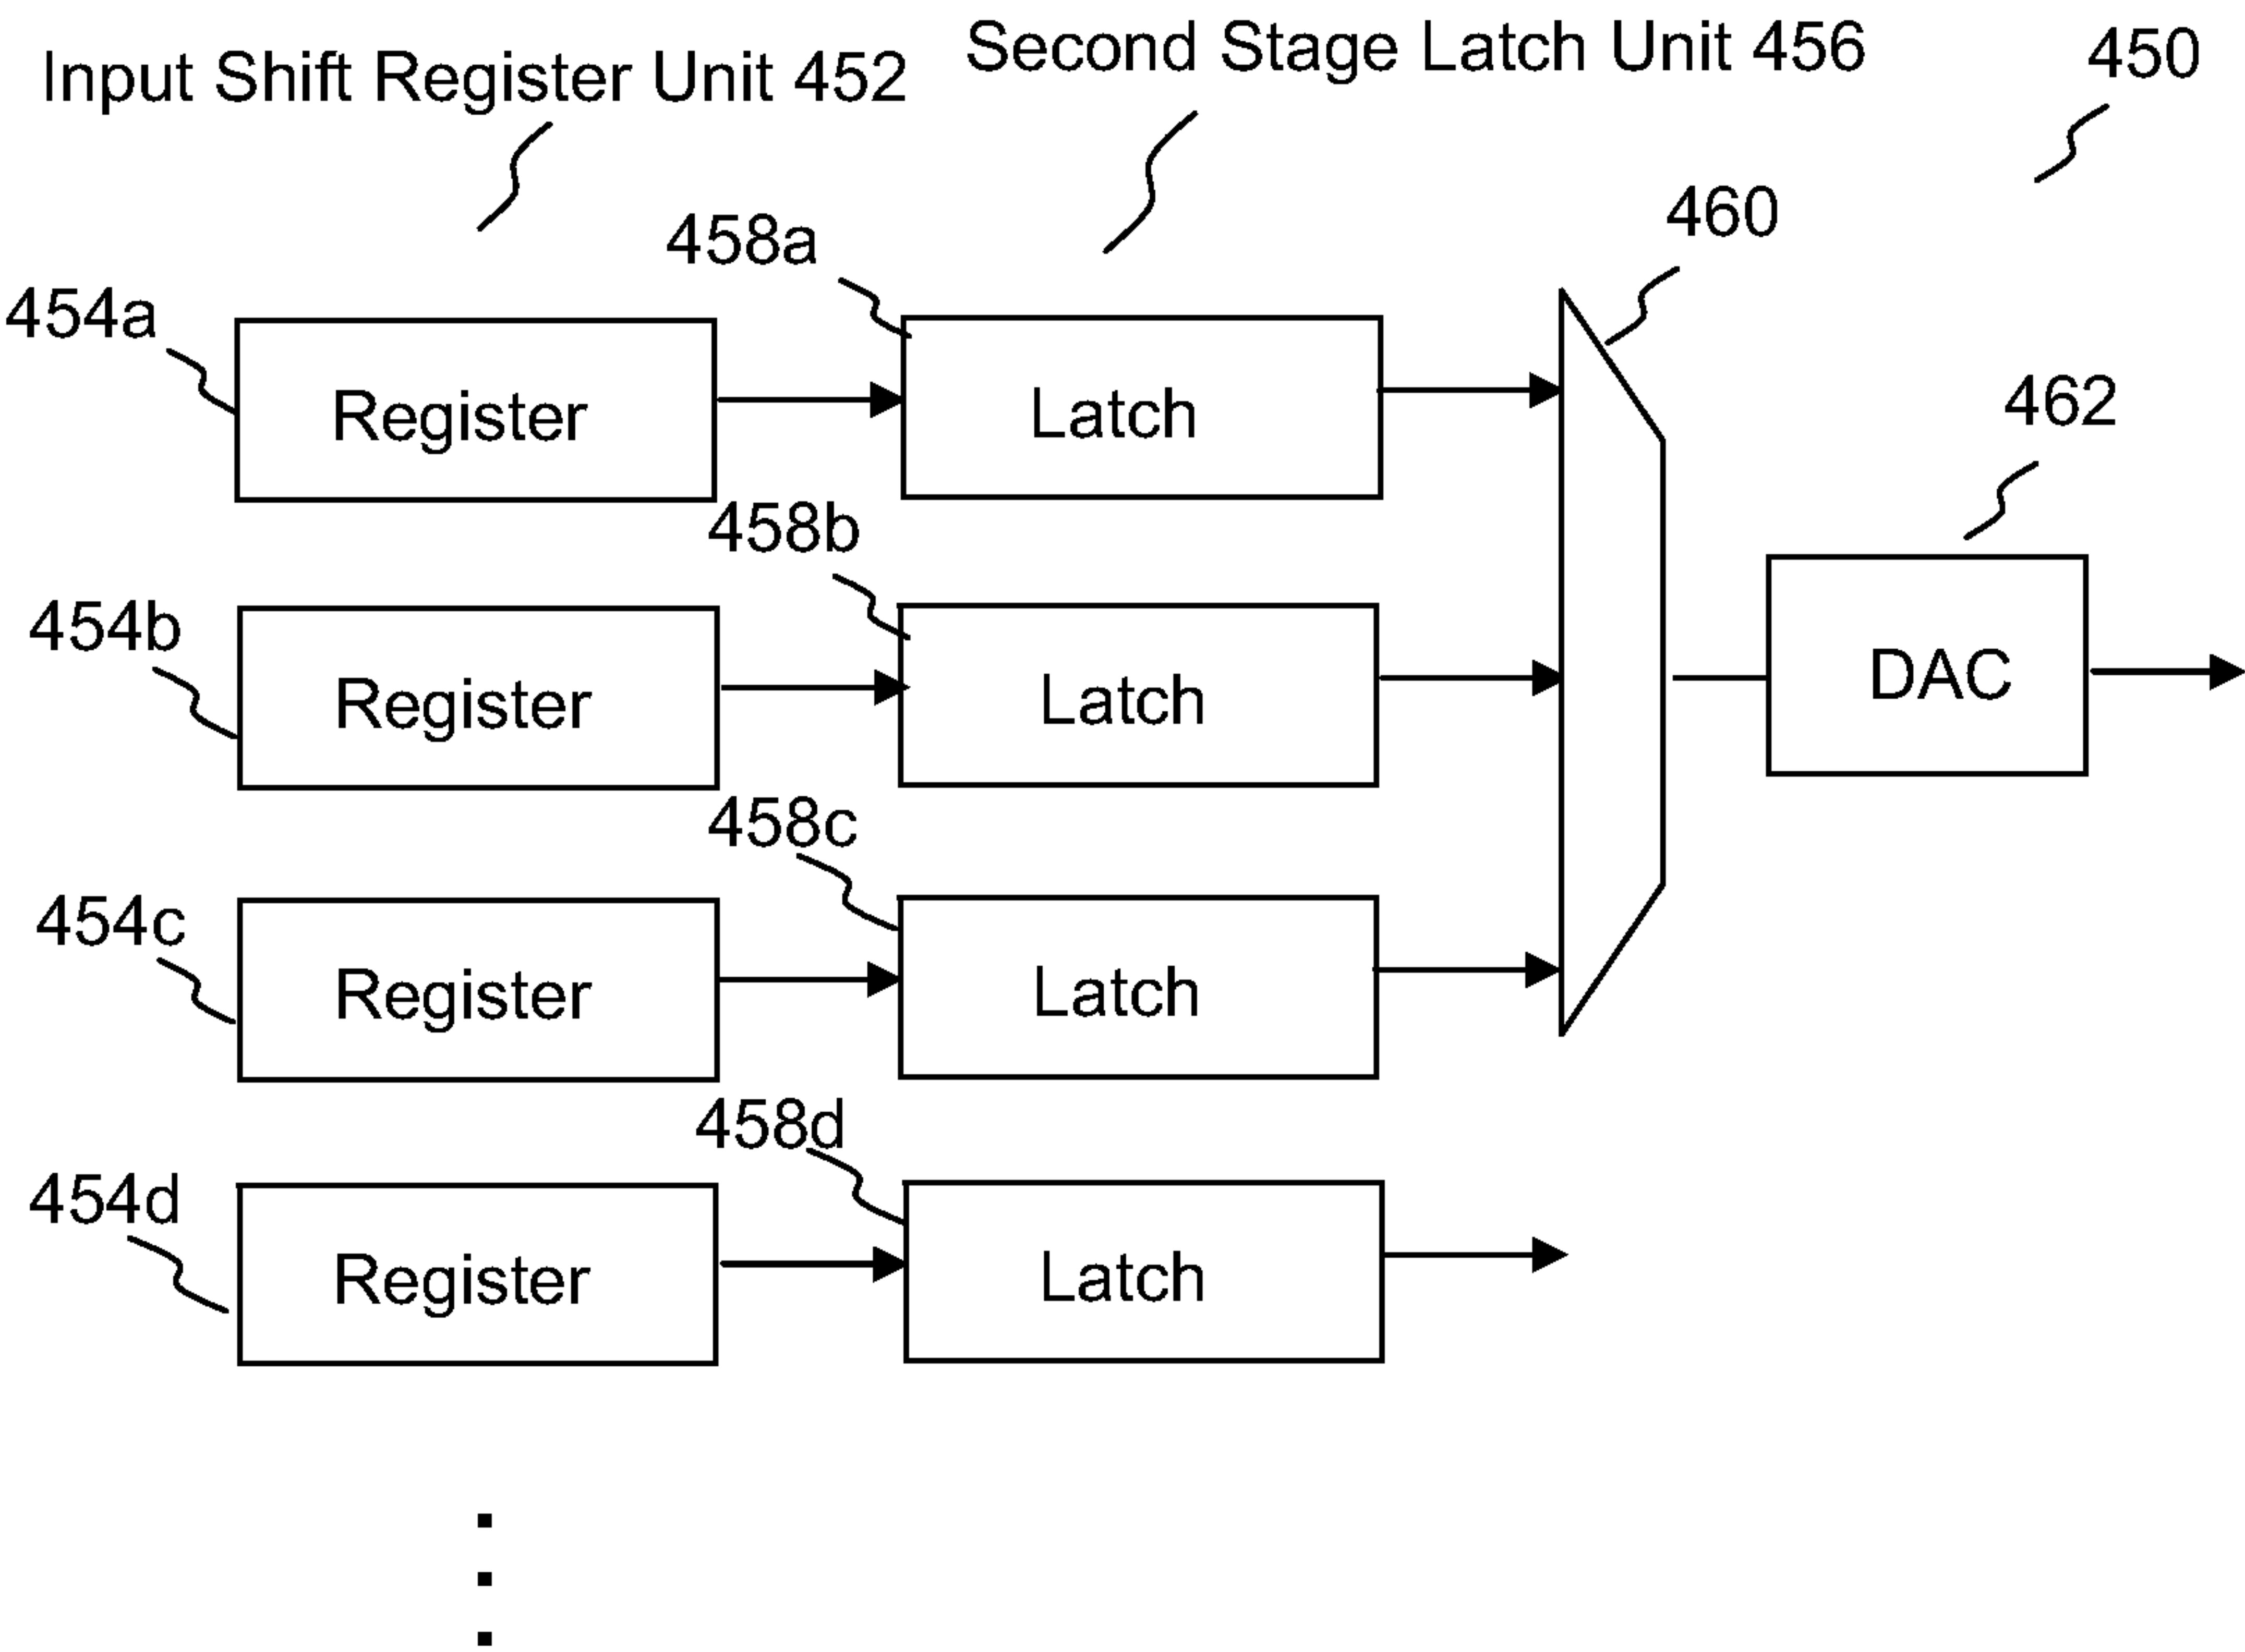 Second Stage Latch Unit 456
450
Input Shift Register Unit 452
460
458a
454a
462
Register
Latch
458b
454b
DAC
Register
Latch
458c
454c
Register
Latch
458d
454d
Register
Latch